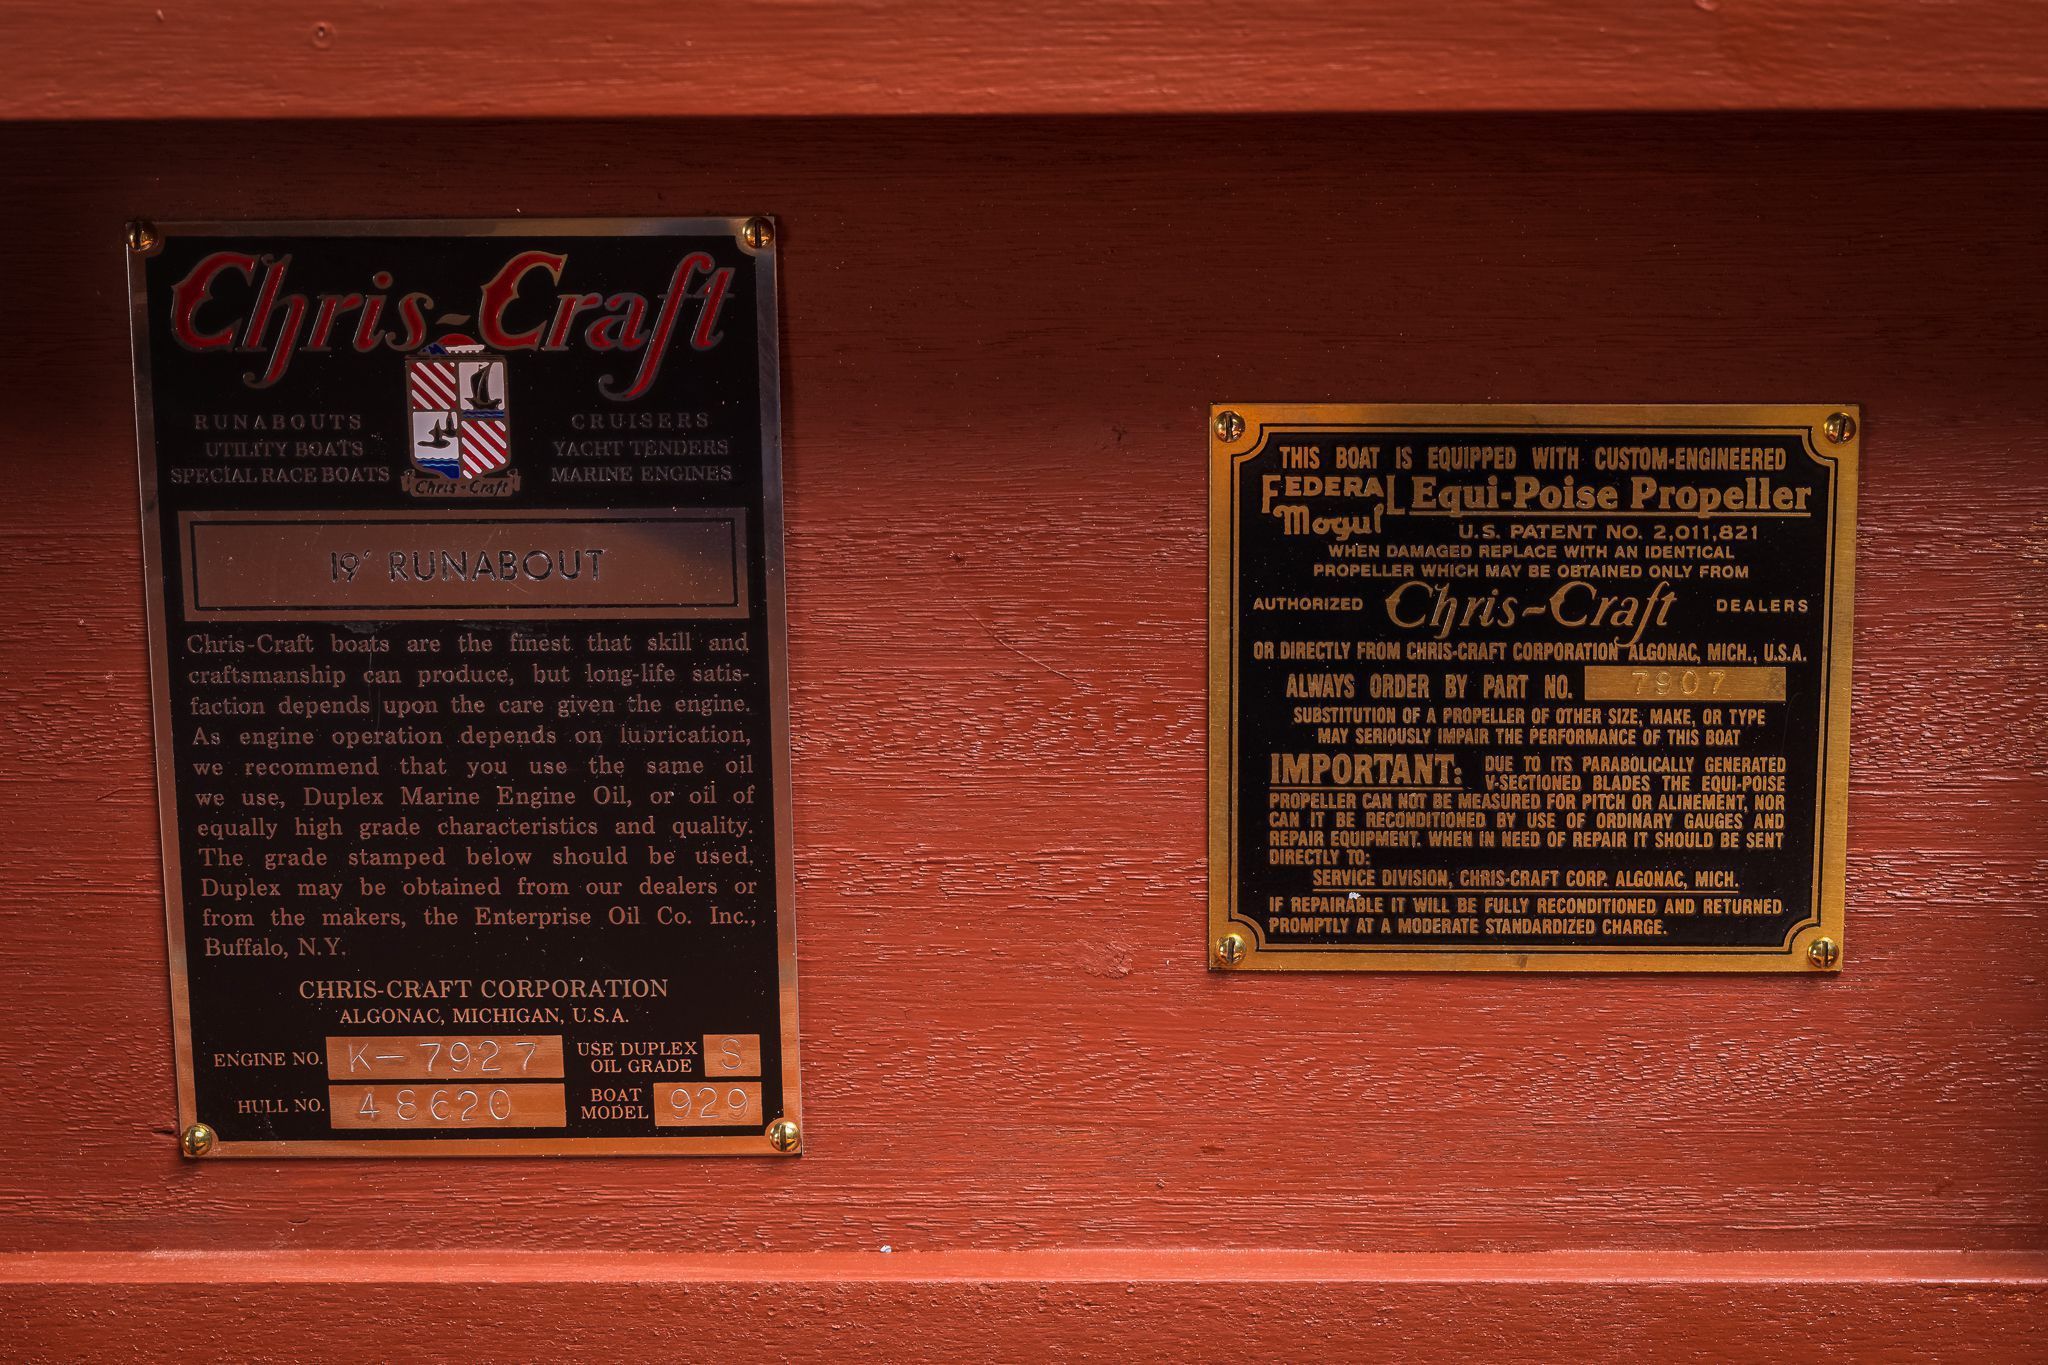 Chris-Craft
RUNABOUTS
UTILITY BOATS
SPECIAL RACE BOATS
CRUISERS
YACHT TENDERS
MARINE ENGINES
Chris-Craft
19' RUNABOUT
Chris-Craft boats are the finest that skill and
craftsmanship can produce, but long-life satis-
faction depends upon the care given the engine.
As engine operation depends on lubrication,
we recommend that you use the same oil
we use, Duplex Marine Engine Oil, or oil of
equally high grade characteristics and quality.
The grade stamped below should be used.
Duplex may be obtained from our dealers or
from the makers, the Enterprise Oil Co. Inc.,
Buffalo, N.Y.
CHRIS-CRAFT CORPORATION
ALGONAC, MICHIGAN, U.S.A.
ENGINE NO. K-7927
USE DUPLEX
OIL GRADE S
HULL NO. 48620
BOAT
MODEL 929
THIS BOAT IS EQUIPPED WITH CUSTOM-ENGINEERED
FEDERAL Mogul Equi-Poise Propeller
U.S. PATENT NO. 2,011,821
WHEN DAMAGED REPLACE WITH AN IDENTICAL
PROPELLER WHICH MAY BE OBTAINED ONLY FROM
AUTHORIZED Chris-Craft DEALERS
OR DIRECTLY FROM CHRIS-CRAFT CORPORATION ALGONAC, MICH., U.S.A.
ALWAYS ORDER BY PART NO. 7907
SUBSTITUTION OF A PROPELLER OF OTHER SIZE, MAKE, OR TYPE
MAY SERIOUSLY IMPAIR THE PERFORMANCE OF THIS BOAT
IMPORTANT: DUE TO ITS PARABOLICALLY GENERATED
V-SECTIONED BLADES THE EQUI-POISE
PROPELLER CAN NOT BE MEASURED FOR PITCH OR ALINEMENT, NOR
CAN IT BE RECONDITIONED BY USE OF ORDINARY GAUGES AND
REPAIR EQUIPMENT. WHEN IN NEED OF REPAIR IT SHOULD BE SENT
DIRECTLY TO:
SERVICE DIVISION, CHRIS-CRAFT CORP. ALGONAC, MICH.
IF REPAIRABLE IT WILL BE FULLY RECONDITIONED AND RETURNED
PROMPTLY AT A MODERATE STANDARDIZED CHARGE.